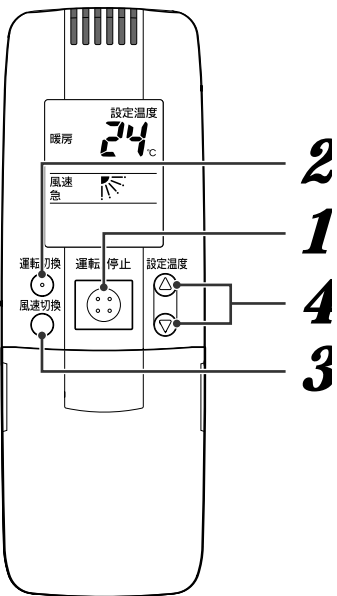 設定温度
暖房 24℃
風速
急
運転切換 運転/停止 設定温度
風速切換
2
1
4
3